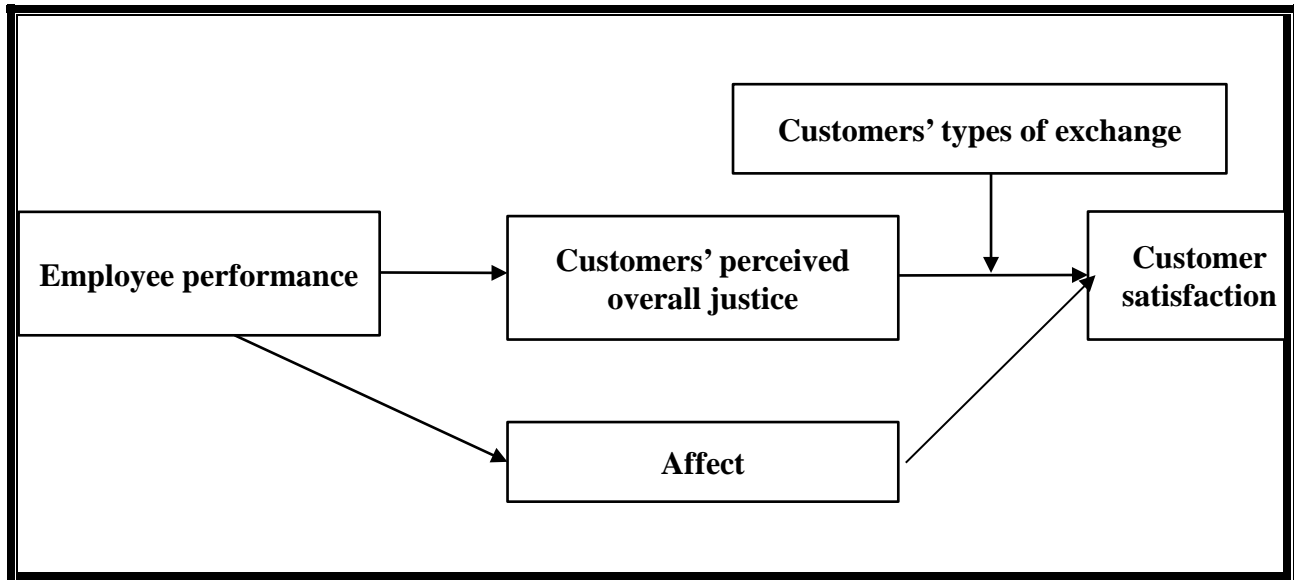 Customers’ types of exchange
Employee performance
Customers’ perceived
overall justice
Customer
satisfaction
Affect